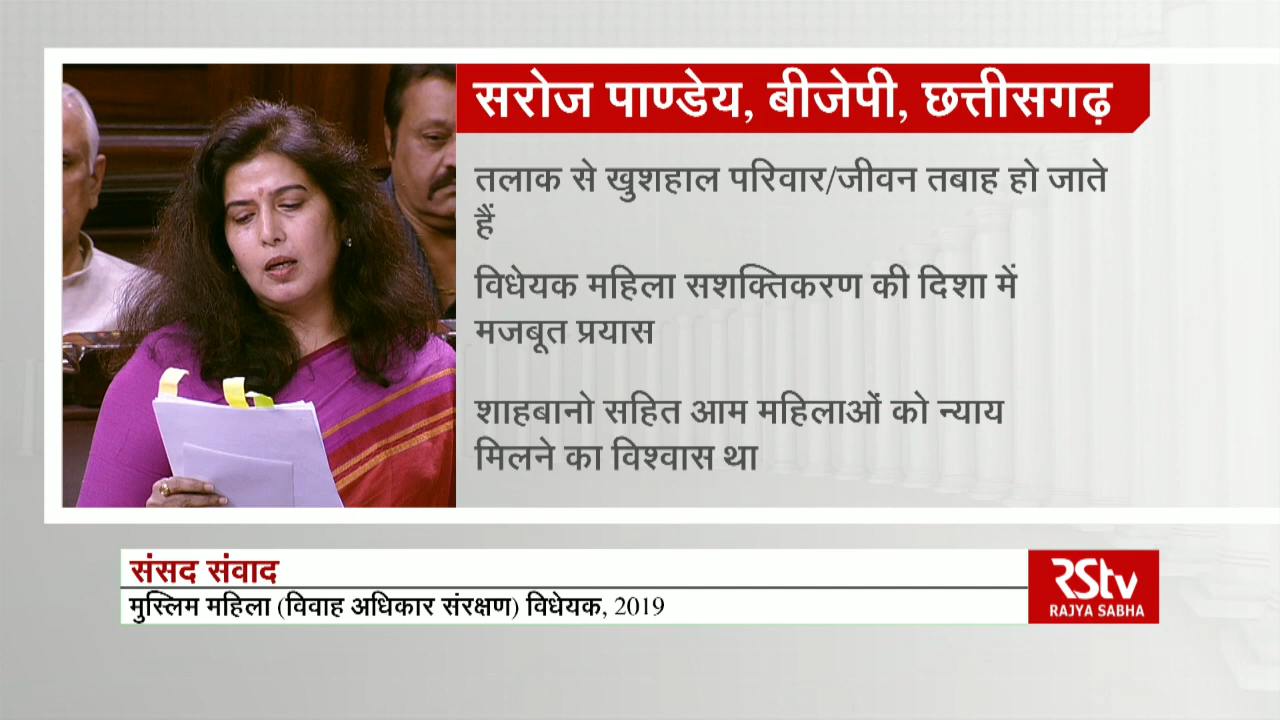 सरोज पाण्डेय, बीजेपी, छत्तीसगढ़
तलाक से खुशहाल परिवार/जीवन तबाह हो जाते
हैं
विधेयक महिला सशक्तिकरण की दिशा में
मजबूत प्रयास
शाहबानो सहित आम महिलाओं को न्याय
मिलने का विश्वास था
संसद संवाद
मुस्लिम महिला (विवाह अधिकार संरक्षण) विधेयक, 2019
RStv
RAJYA SABHA